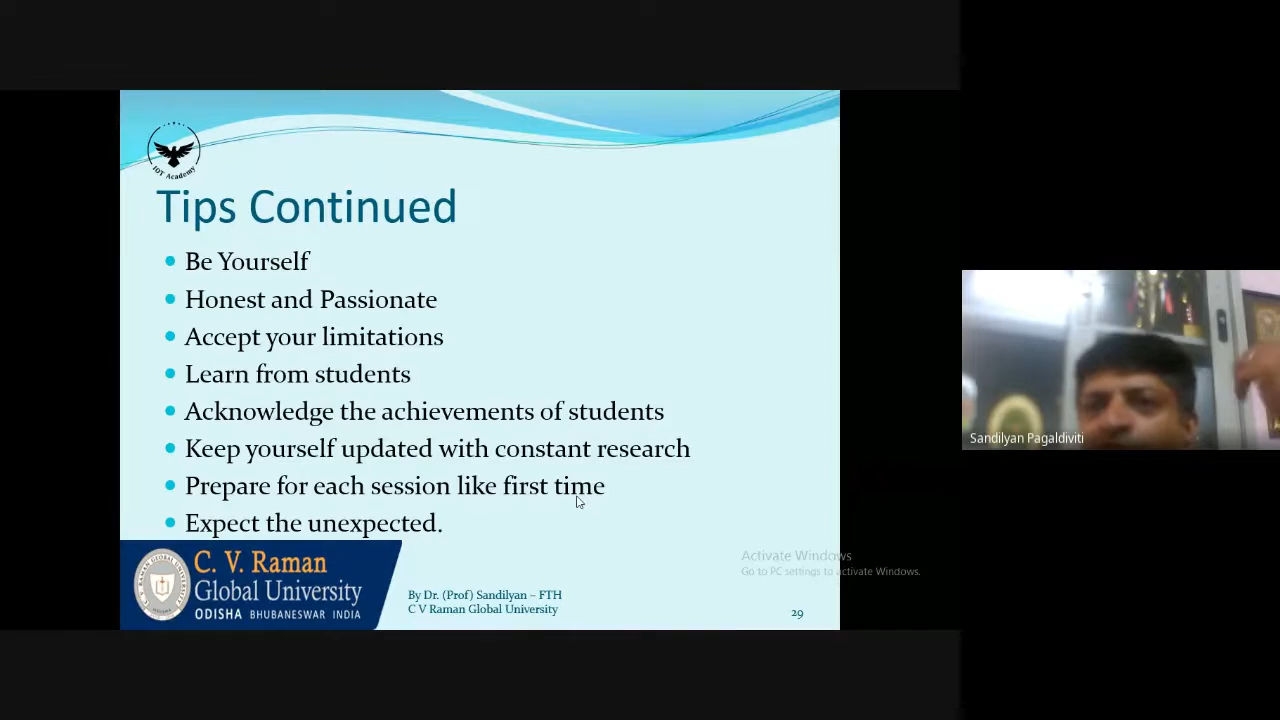 IOT Academy
Tips Continued
Be Yourself
Honest and Passionate
Accept your limitations
Learn from students
Acknowledge the achievements of students
Keep yourself updated with constant research
Prepare for each session like first time
Expect the unexpected.
C. V. Raman
Global University
ODISHA BHUBANESWAR INDIA
By Dr. (Prof) Sandilyan – FTH
C V Raman Global University
29
Activate Windows
Go to PC settings to activate Windows.
Sandilyan Pagaldiviti